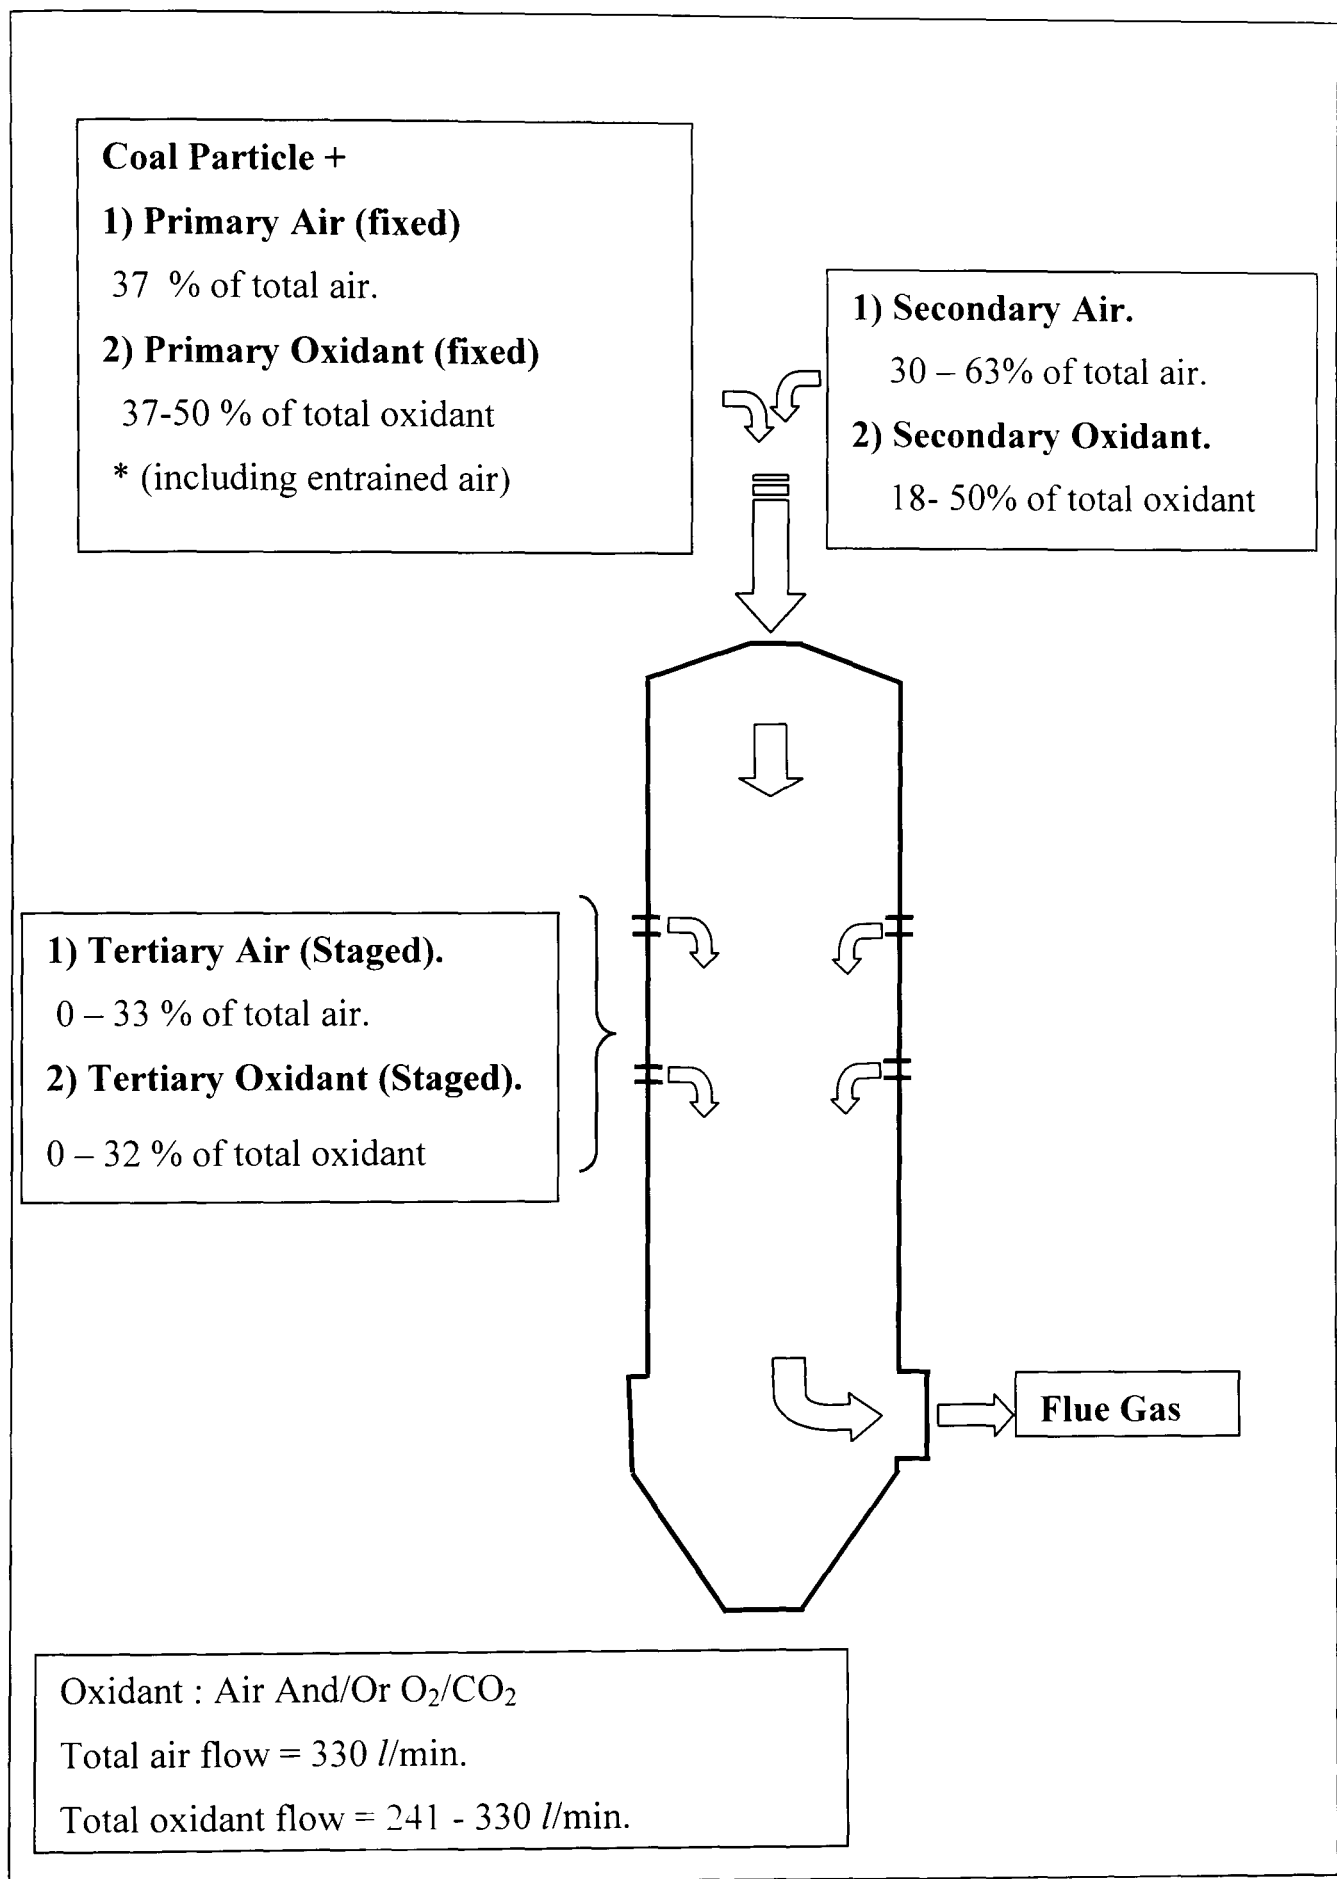 Coal Particle +
1) Primary Air (fixed)
37 % of total air.
2) Primary Oxidant (fixed)
37-50 % of total oxidant
* (including entrained air)
1) Secondary Air.
30 – 63% of total air.
2) Secondary Oxidant.
18- 50% of total oxidant
1) Tertiary Air (Staged).
0 – 33 % of total air.
2) Tertiary Oxidant (Staged).
0 – 32 % of total oxidant
Flue Gas
Oxidant : Air And/Or O₂/CO₂
Total air flow = 330 l/min.
Total oxidant flow = 241 - 330 l/min.